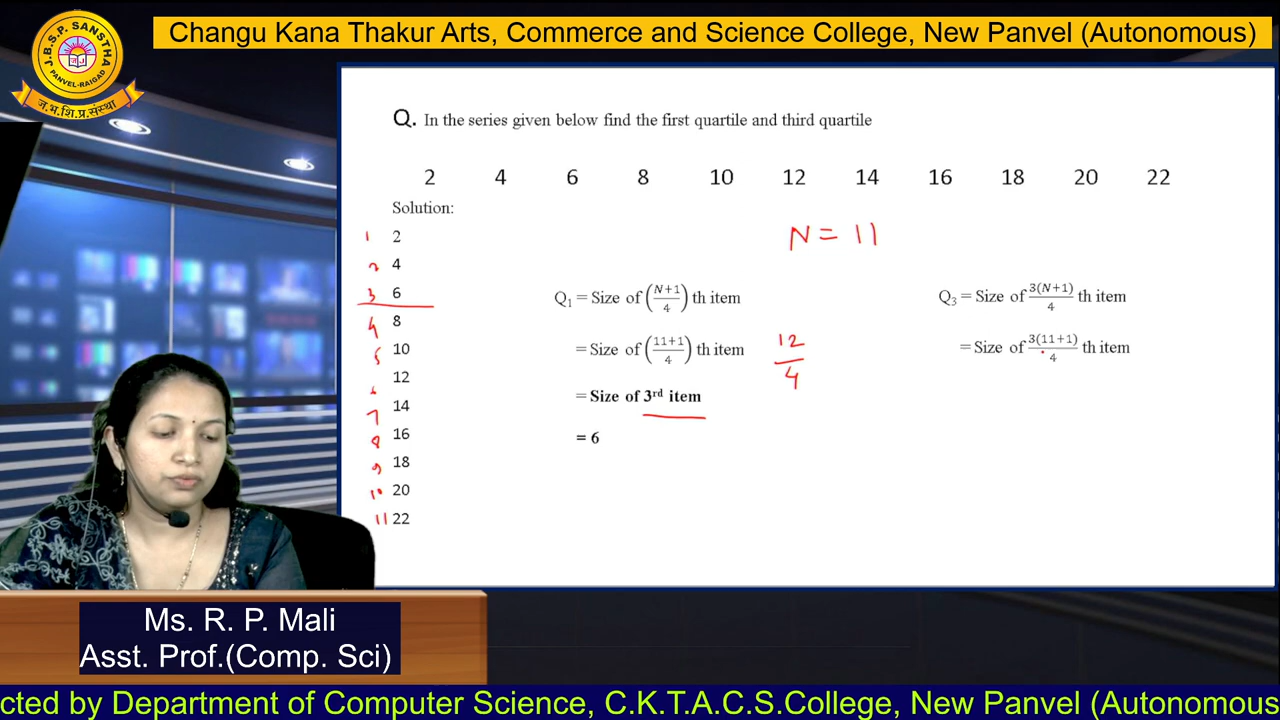 Changu Kana Thakur Arts, Commerce and Science College, New Panvel (Autonomous)
J.B.S.P. SANSTHA
PANVEL-RAIGAD
ज.भ.शि.प्र.संस्था
Q. In the series given below find the first quartile and third quartile
2 4 6 8 10 12 14 16 18 20 22
Solution:
1 2
2 4
3 6
4 8
5 10
6 12
7 14
8 16
9 18
10 20
11 22
N = 11
Q₁ = Size of ((N+1)/4) th item
= Size of ((11+1)/4) th item
12/4
= Size of 3rd item
= 6
Q₃ = Size of 3(N+1)/4 th item
= Size of 3(11+1)/4 th item
Ms. R. P. Mali
Asst. Prof.(Comp. Sci)
cted by Department of Computer Science, C.K.T.A.C.S.College, New Panvel (Autonomous